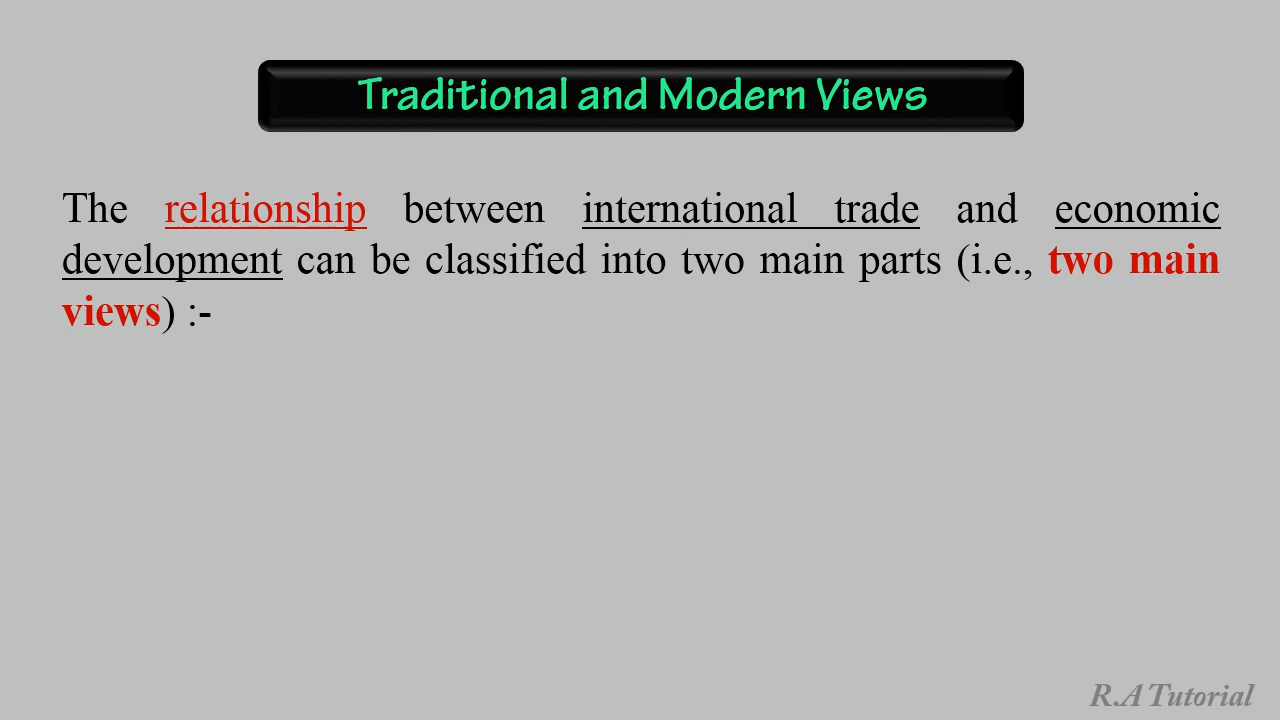 Traditional and Modern Views
The relationship between international trade and economic
development can be classified into two main parts (i.e., two main
views) :-
R.A Tutorial